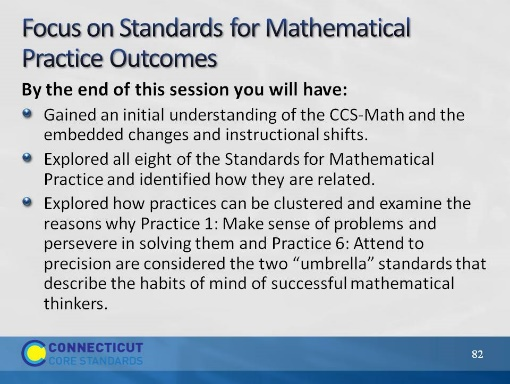 Focus on Standards for Mathematical
Practice Outcomes
By the end of this session you will have:
Gained an initial understanding of the CCS-Math and the
embedded changes and instructional shifts.
Explored all eight of the Standards for Mathematical
Practice and identified how they are related.
Explored how practices can be clustered and examine the
reasons why Practice 1: Make sense of problems and
persevere in solving them and Practice 6: Attend to
precision are considered the two “umbrella” standards that
describe the habits of mind of successful mathematical
thinkers.
CONNECTICUT
CORE STANDARDS
82